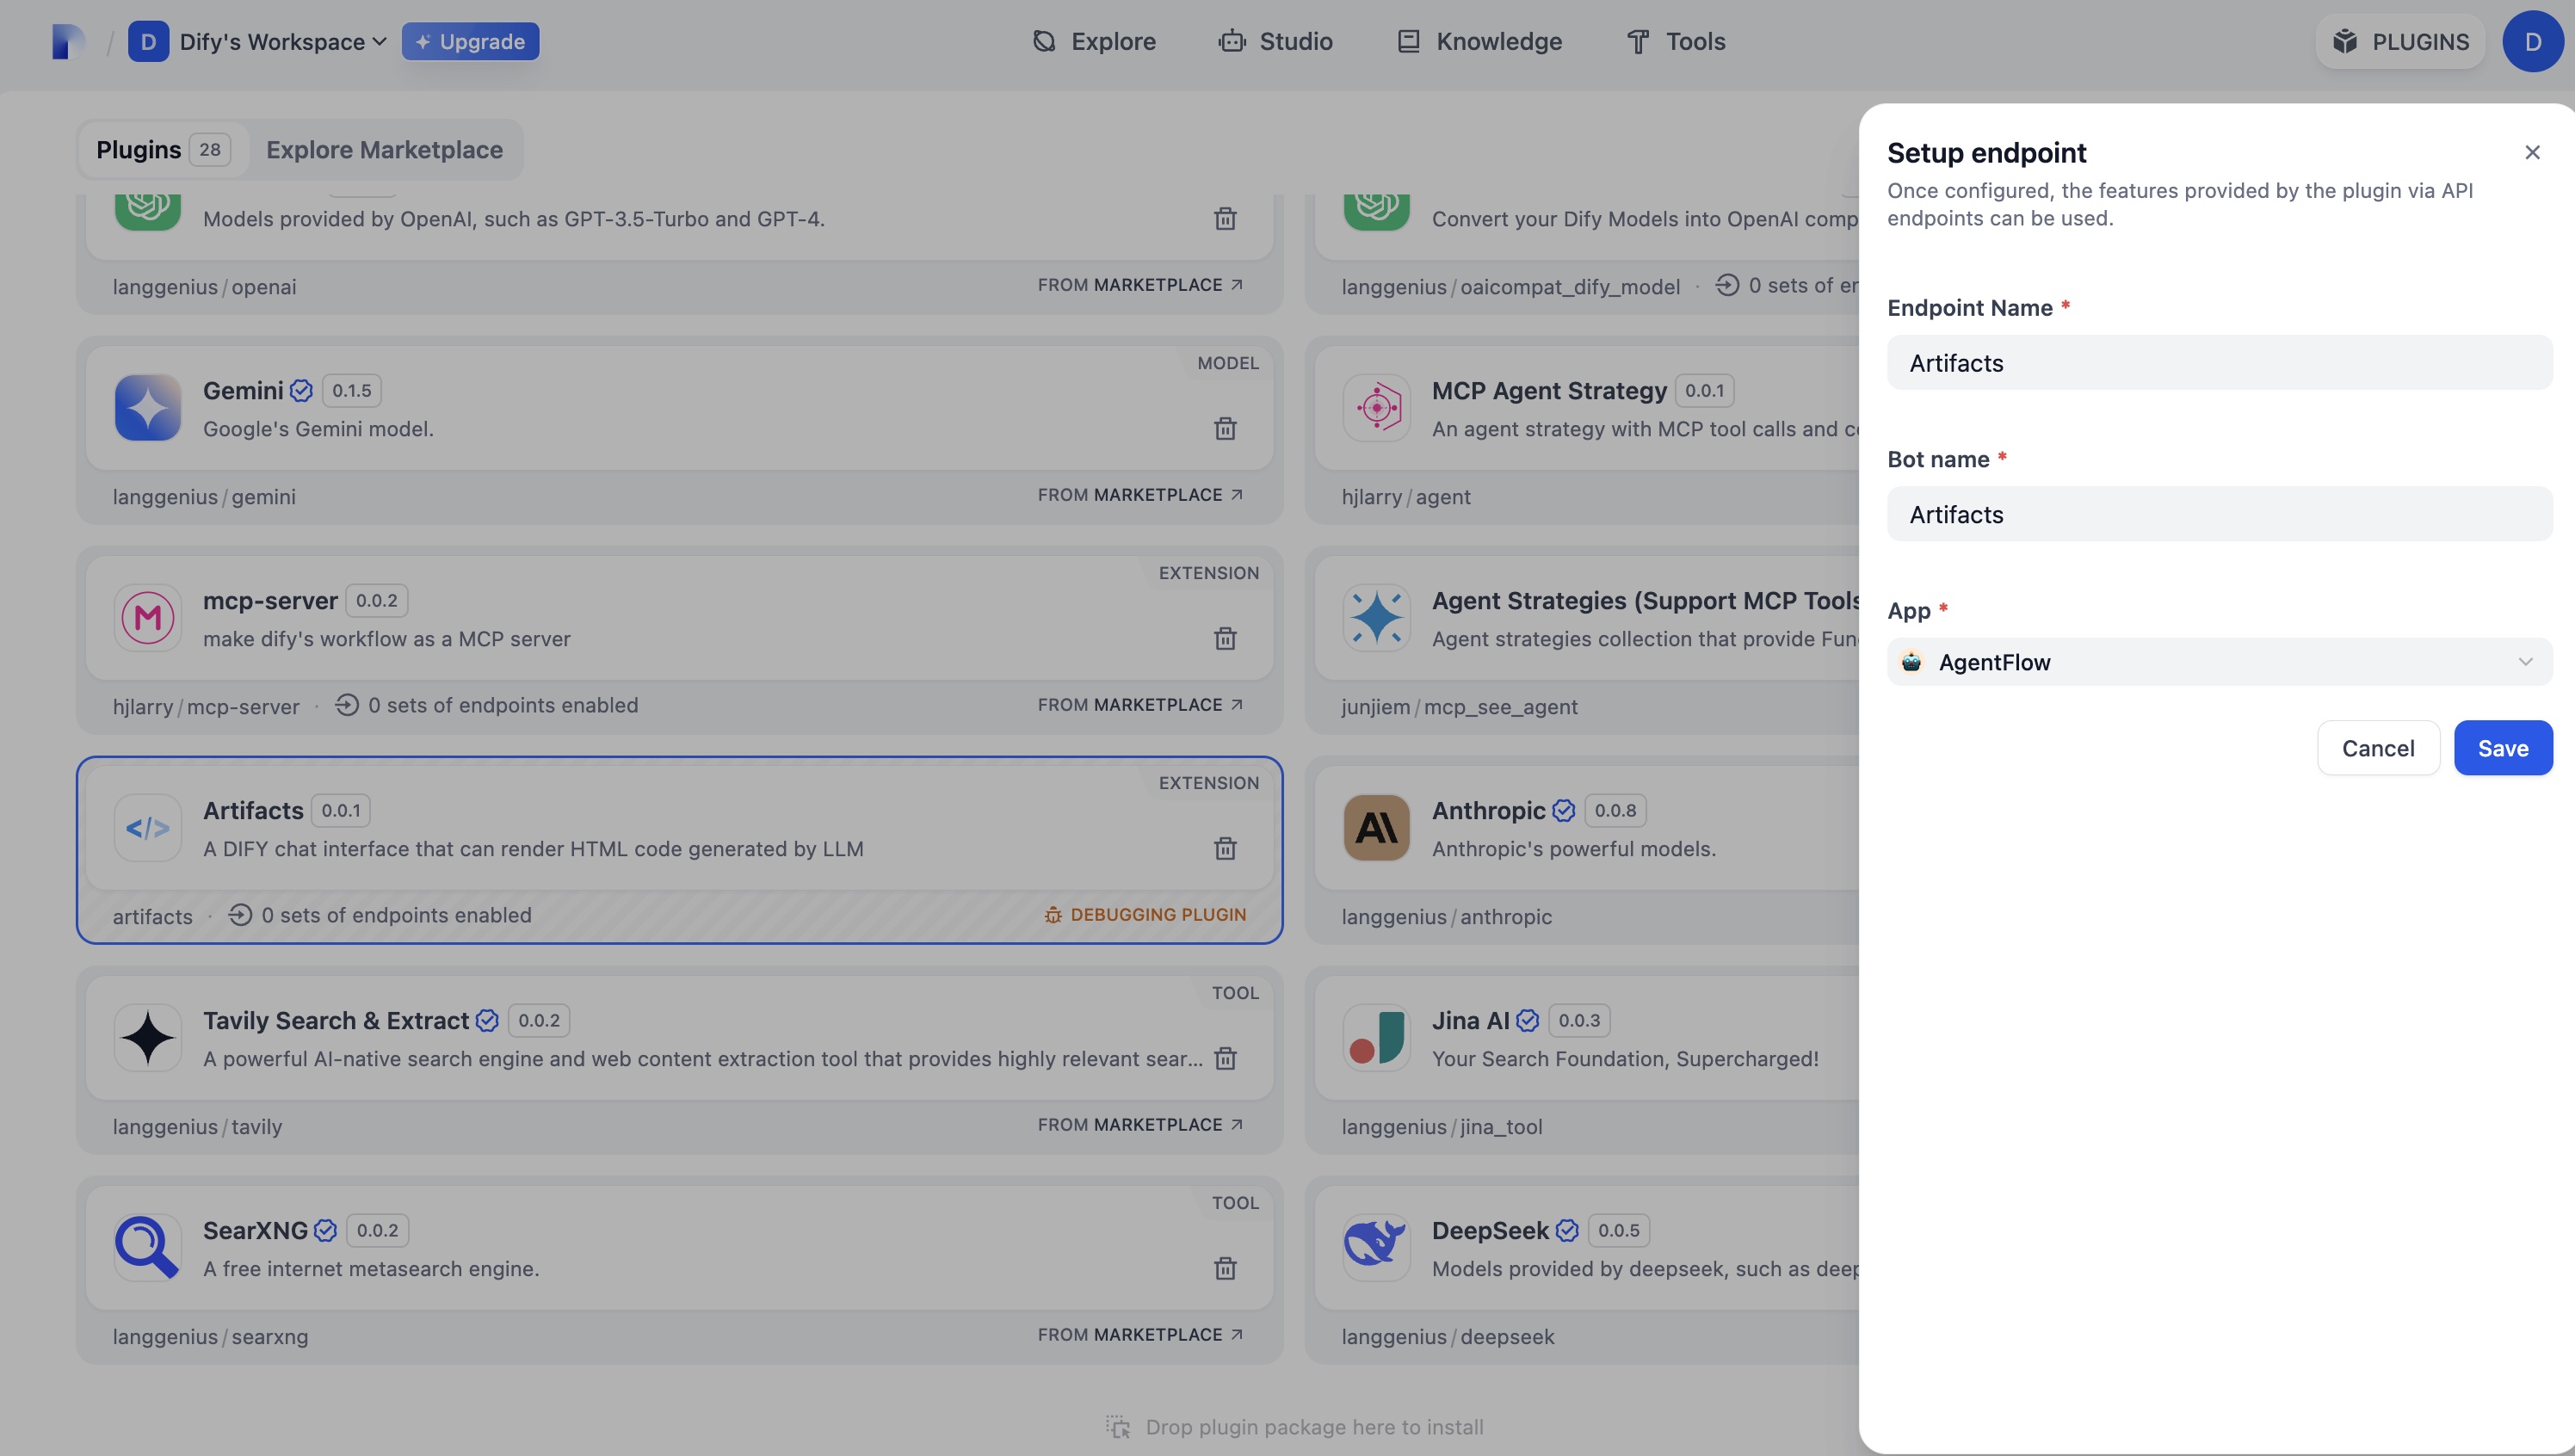 / D Dify's Workspace Upgrade Explore Studio Knowledge Tools PLUGINS D
Plugins 28 Explore Marketplace
Models provided by OpenAI, such as GPT-3.5-Turbo and GPT-4.
langgenius / openai FROM MARKETPLACE
Convert your Dify Models into OpenAI comp
langgenius / oaicompat_dify_model · 0 sets of er
MODEL
Gemini 0.1.5
Google's Gemini model.
langgenius / gemini FROM MARKETPLACE
MCP Agent Strategy 0.0.1
An agent strategy with MCP tool calls and c
hjlarry / agent
EXTENSION
mcp-server 0.0.2
make dify's workflow as a MCP server
hjlarry / mcp-server · 0 sets of endpoints enabled FROM MARKETPLACE
Agent Strategies (Support MCP Tools
Agent strategies collection that provide Fun
junjiem / mcp_see_agent
EXTENSION
Artifacts 0.0.1
A DIFY chat interface that can render HTML code generated by LLM
artifacts · 0 sets of endpoints enabled DEBUGGING PLUGIN
Anthropic 0.0.8
Anthropic's powerful models.
langgenius / anthropic
TOOL
Tavily Search & Extract 0.0.2
A powerful AI-native search engine and web content extraction tool that provides highly relevant sear...
langgenius / tavily FROM MARKETPLACE
Jina AI 0.0.3
Your Search Foundation, Supercharged!
langgenius / jina_tool
TOOL
SearXNG 0.0.2
A free internet metasearch engine.
langgenius / searxng FROM MARKETPLACE
DeepSeek 0.0.5
Models provided by deepseek, such as deep
langgenius / deepseek
Drop plugin package here to install
Setup endpoint
Once configured, the features provided by the plugin via API
endpoints can be used.
Endpoint Name *
Artifacts
Bot name *
Artifacts
App *
AgentFlow
Cancel Save